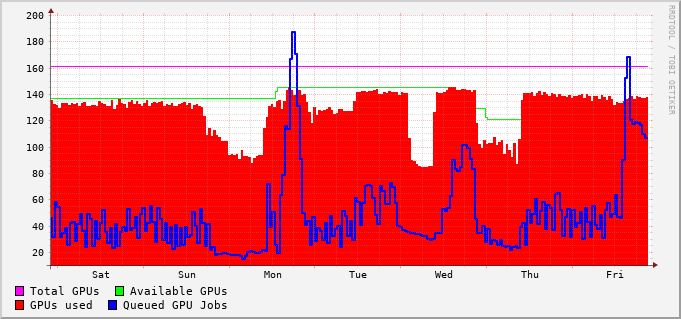 200
180
160
140
120
100
80
60
40
20
Sat Sun Mon Tue Wed Thu Fri
Total GPUs Available GPUs
GPUs used Queued GPU Jobs
RRDTOOL / TOBI OETIKER